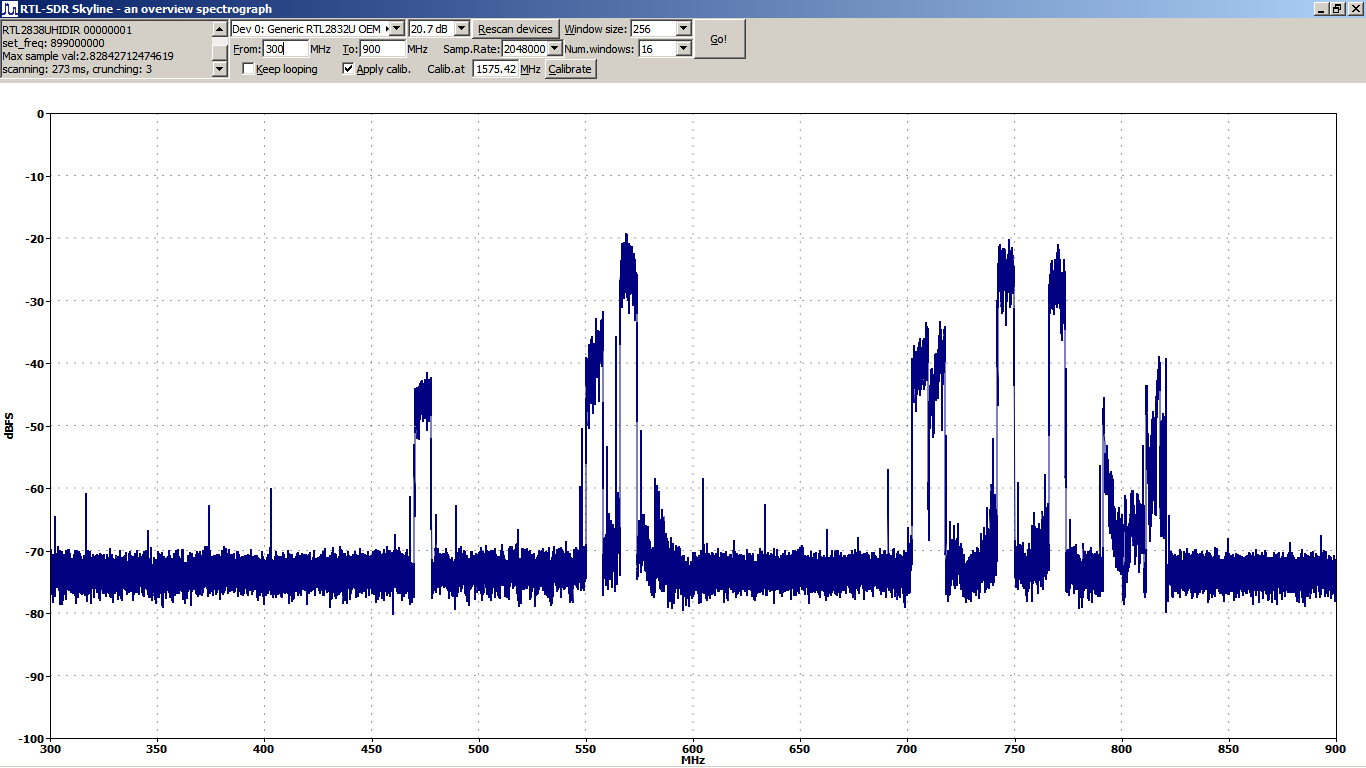 RTL-SDR Skyline - an overview spectrograph
RTL2838UHIDIR 00000001
set_freq: 899000000
Max sample val:2.82842712474619
scanning: 273 ms, crunching: 3
Dev 0: Generic RTL2832U OEM 20.7 dB Rescan devices Window size: 256
From: 300 MHz To: 900 MHz Samp.Rate: 2048000 Num.windows: 16
Go!
Keep looping Apply calib. Calib.at 1575.42 MHz Calibrate
0
-10
-20
-30
-40
-50
-60
-70
-80
-90
-100
dBFS
300 350 400 450 500 550 600 650 700 750 800 850 900
MHz